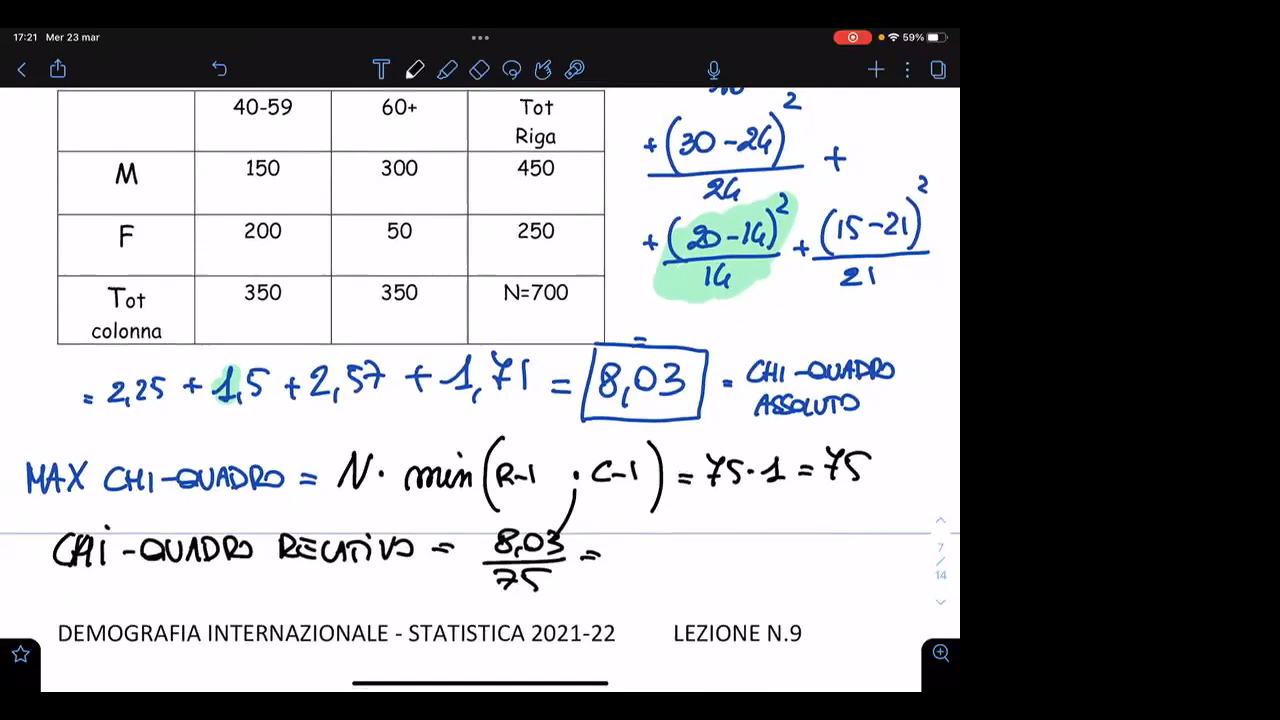 17:21 Mer 23 mar
59%
T
40-59 60+ Tot Riga
M 150 300 450
F 200 50 250
Tot colonna 350 350 N=700
+ (30-24)² / 24 +
+ (20-14)² / 14 + (15-21)² / 21
=
= 2,25 + 1,5 + 2,57 + 1,71 = 8,03 = CHI-QUADRO ASSOLUTO
MAX CHI-QUADRO = N · min (R-1 · C-1) = 75 · 1 = 75
CHI-QUADRO RELATIVO = 8,03 / 75 =
7 / 14
DEMOGRAFIA INTERNAZIONALE - STATISTICA 2021-22 LEZIONE N.9